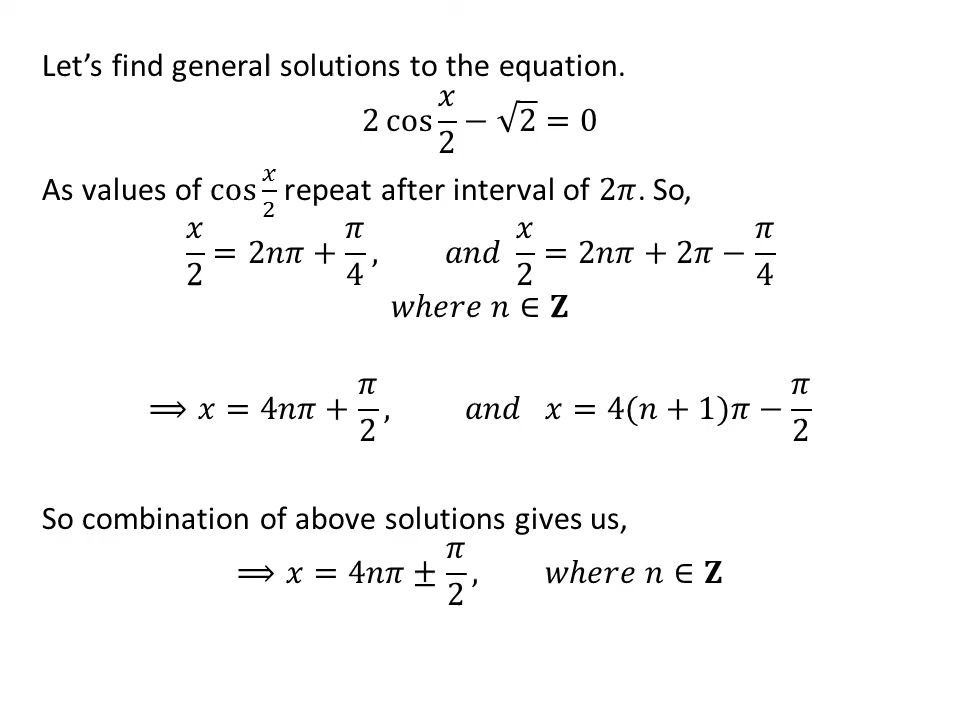 Let’s find general solutions to the equation.
2 cos x/2 − √2 = 0
As values of cos x/2 repeat after interval of 2π. So,
x/2 = 2nπ + π/4, and x/2 = 2nπ + 2π − π/4
where n ∈ 𝐙
⟹ x = 4nπ + π/2, and x = 4(n + 1)π − π/2
So combination of above solutions gives us,
⟹ x = 4nπ ± π/2, where n ∈ 𝐙